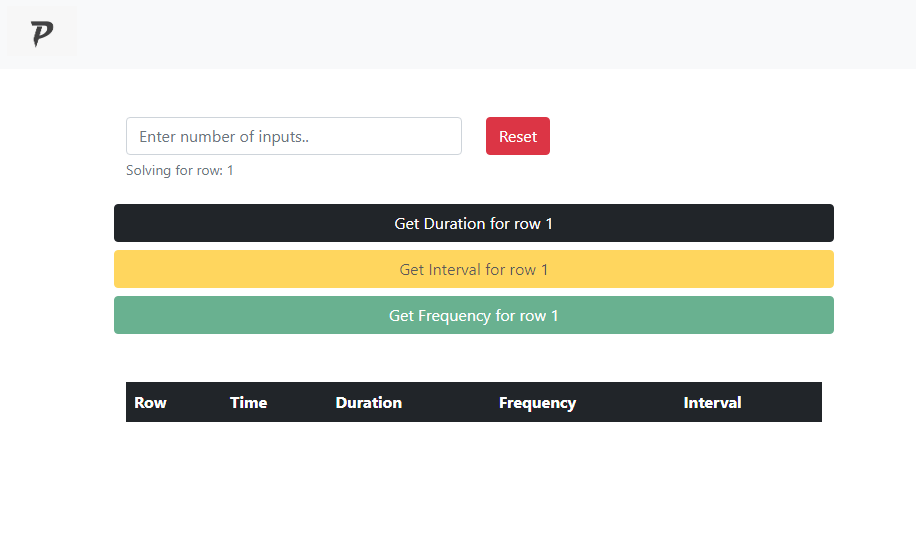 P
Enter number of inputs..
Reset
Solving for row: 1
Get Duration for row 1
Get Interval for row 1
Get Frequency for row 1
Row Time Duration Frequency Interval